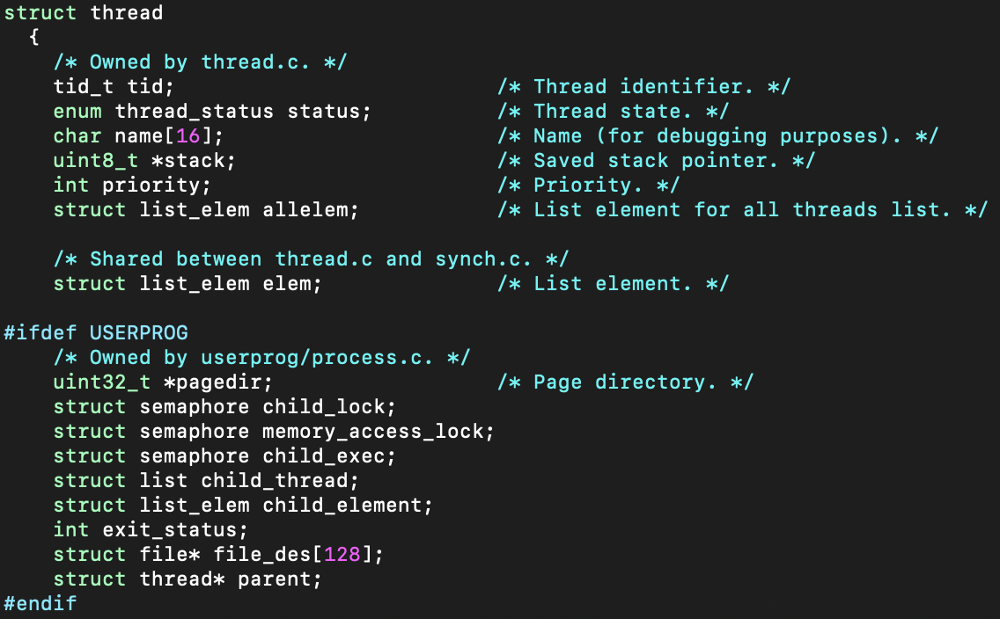 struct thread
  {
    /* Owned by thread.c. */
    tid_t tid;                          /* Thread identifier. */
    enum thread_status status;          /* Thread state. */
    char name[16];                      /* Name (for debugging purposes). */
    uint8_t *stack;                     /* Saved stack pointer. */
    int priority;                       /* Priority. */
    struct list_elem allelem;           /* List element for all threads list. */

    /* Shared between thread.c and synch.c. */
    struct list_elem elem;              /* List element. */

#ifdef USERPROG
    /* Owned by userprog/process.c. */
    uint32_t *pagedir;                  /* Page directory. */
    struct semaphore child_lock;
    struct semaphore memory_access_lock;
    struct semaphore child_exec;
    struct list child_thread;
    struct list_elem child_element;
    int exit_status;
    struct file* file_des[128];
    struct thread* parent;
#endif